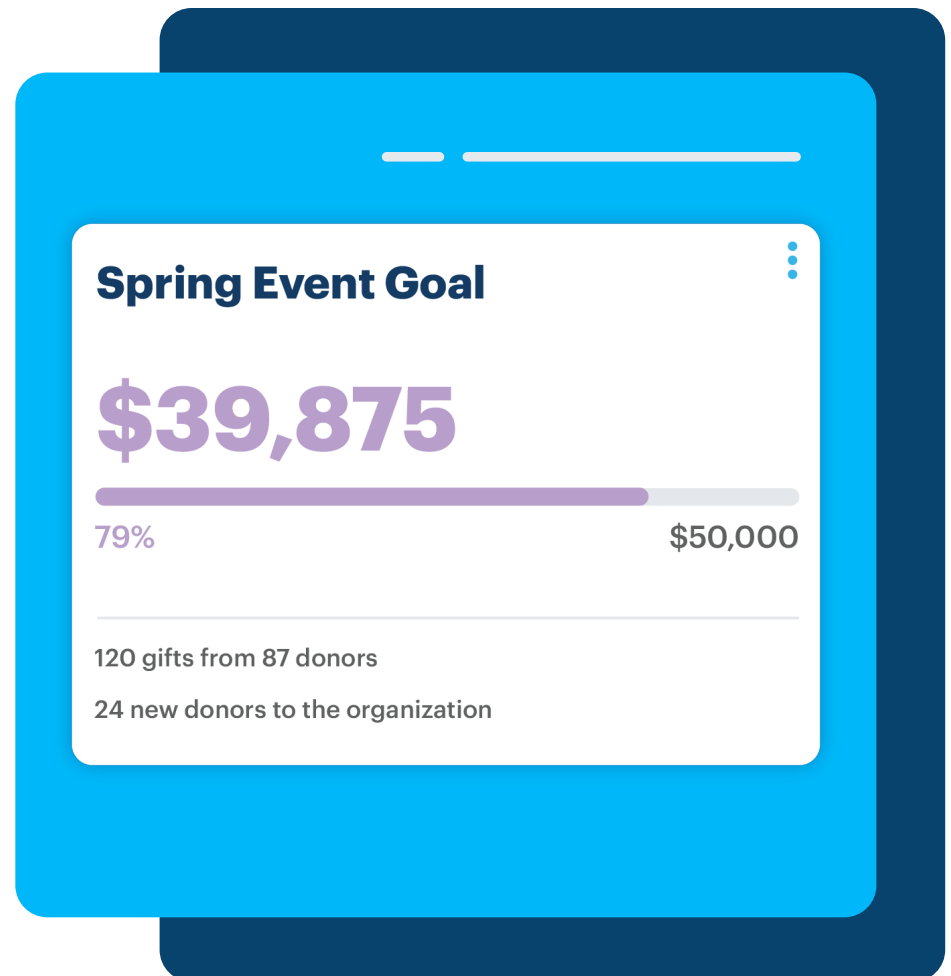 Spring Event Goal
$39,875
79% $50,000
120 gifts from 87 donors
24 new donors to the organization